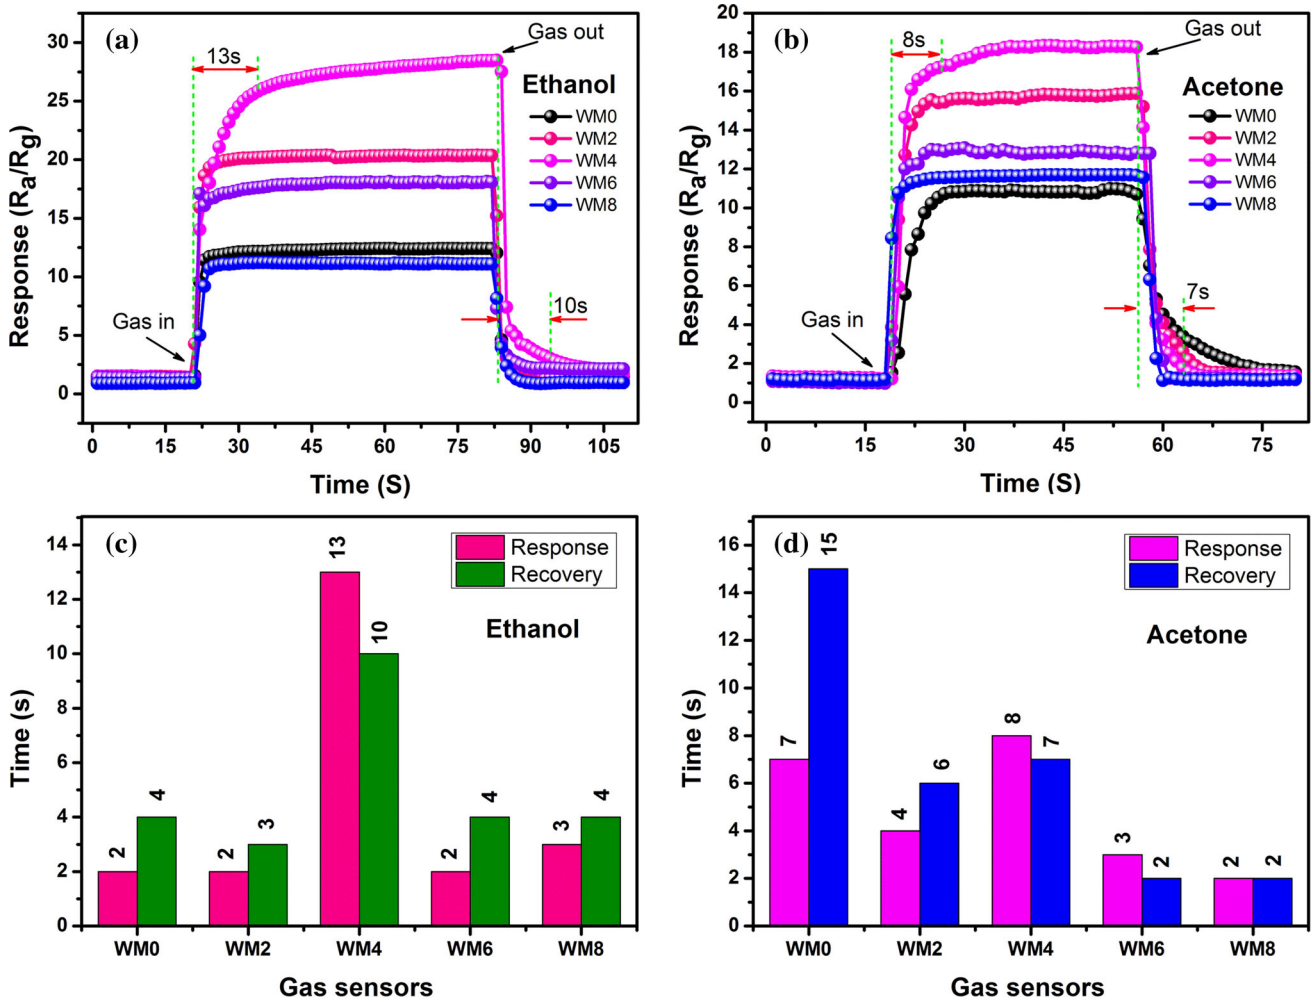 (a)
13s
Gas out
Ethanol
WM0
WM2
WM4
WM6
WM8
Gas in
10s
30
25
20
15
10
5
0
Response (Ra/Rg)
0 15 30 45 60 75 90 105
Time (S)
(b)
8s
Gas out
Acetone
WM0
WM2
WM4
WM6
WM8
Gas in
7s
20
18
16
14
12
10
8
6
4
2
0
Response (Ra/Rg)
0 15 30 45 60 75
Time (S)
(c)
Response
Recovery
Ethanol
14
12
10
8
6
4
2
0
Time (s)
2 4 2 3 13 10 2 4 3 4
WM0 WM2 WM4 WM6 WM8
Gas sensors
(d)
Response
Recovery
Acetone
16
14
12
10
8
6
4
2
0
Time (s)
7 15 4 6 8 7 3 2 2 2
WM0 WM2 WM4 WM6 WM8
Gas sensors